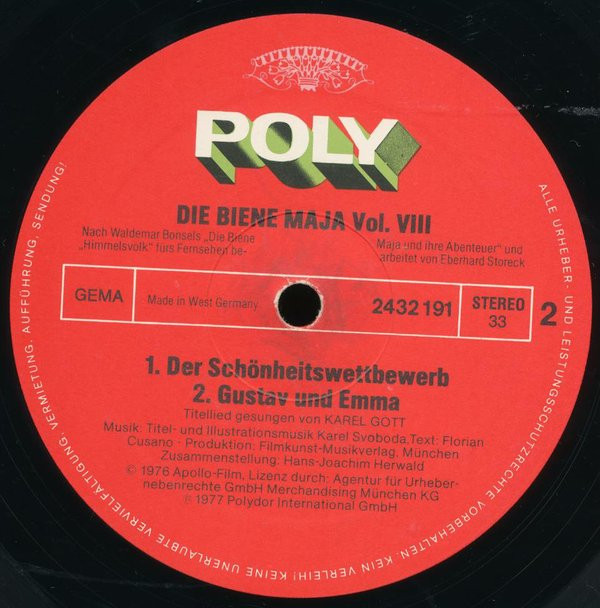 POLY
DIE BIENE MAJA Vol. VIII
Nach Waldemar Bonsels „Die Biene Maja und ihre Abenteuer" und
„Himmelsvolk" fürs Fernsehen be- arbeitet von Eberhard Storeck
GEMA Made in West Germany 2432 191 STEREO 33 2
1. Der Schönheitswettbewerb
2. Gustav und Emma
Titellied gesungen von KAREL GOTT
Musik: Titel- und Illustrationsmusik Karel Svoboda, Text: Florian
Cusano · Produktion: Filmkunst-Musikverlag, München
Zusammenstellung: Hans-Joachim Herwald
© 1976 Apollo-Film, Lizenz durch: Agentur für Urheber-
nebenrechte GmbH Merchandising München KG
℗ 1977 Polydor International GmbH
ALLE URHEBER- UND LEISTUNGSSCHUTZRECHTE VORBEHALTEN. KEIN VERLEIH! KEINE UNERLAUBTE VERVIELFÄLTIGUNG, VERMIETUNG, AUFFÜHRUNG, SENDUNG!